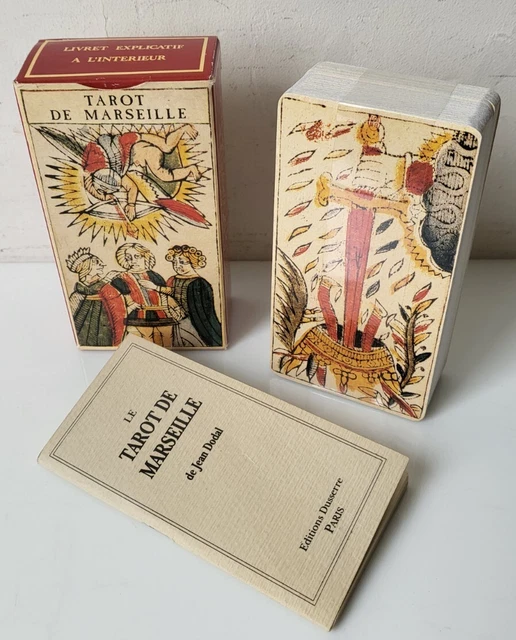 LIVRET EXPLICATIF
A L'INTERIEUR
TAROT
DE MARSEILLE
LE
TAROT DE
MARSEILLE
de Jean Dodal
Editions Dusserre
PARIS